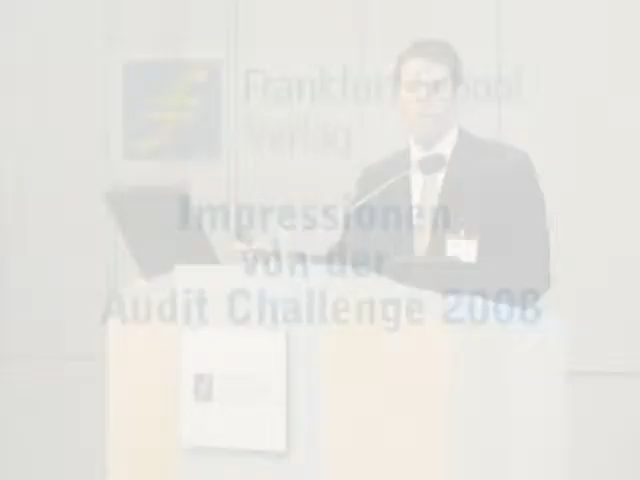 Frankfurt School
Verlag
Impressionen
von der
Audit Challenge 2008